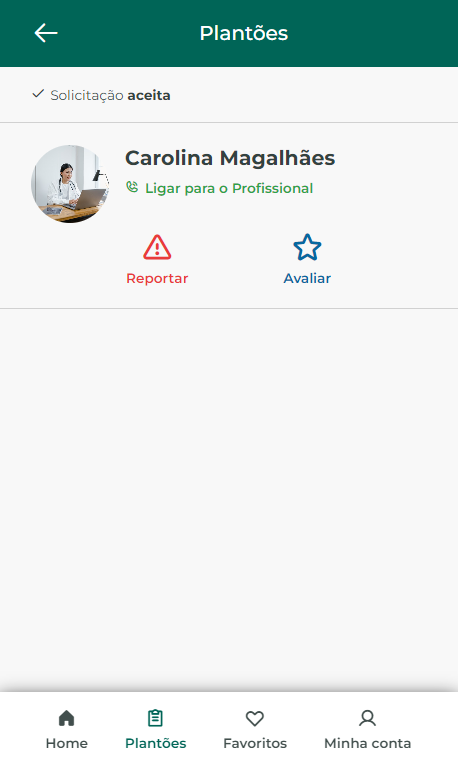 Plantões
Solicitação aceita
Carolina Magalhães
Ligar para o Profissional
Reportar Avaliar
Home Plantões Favoritos Minha conta